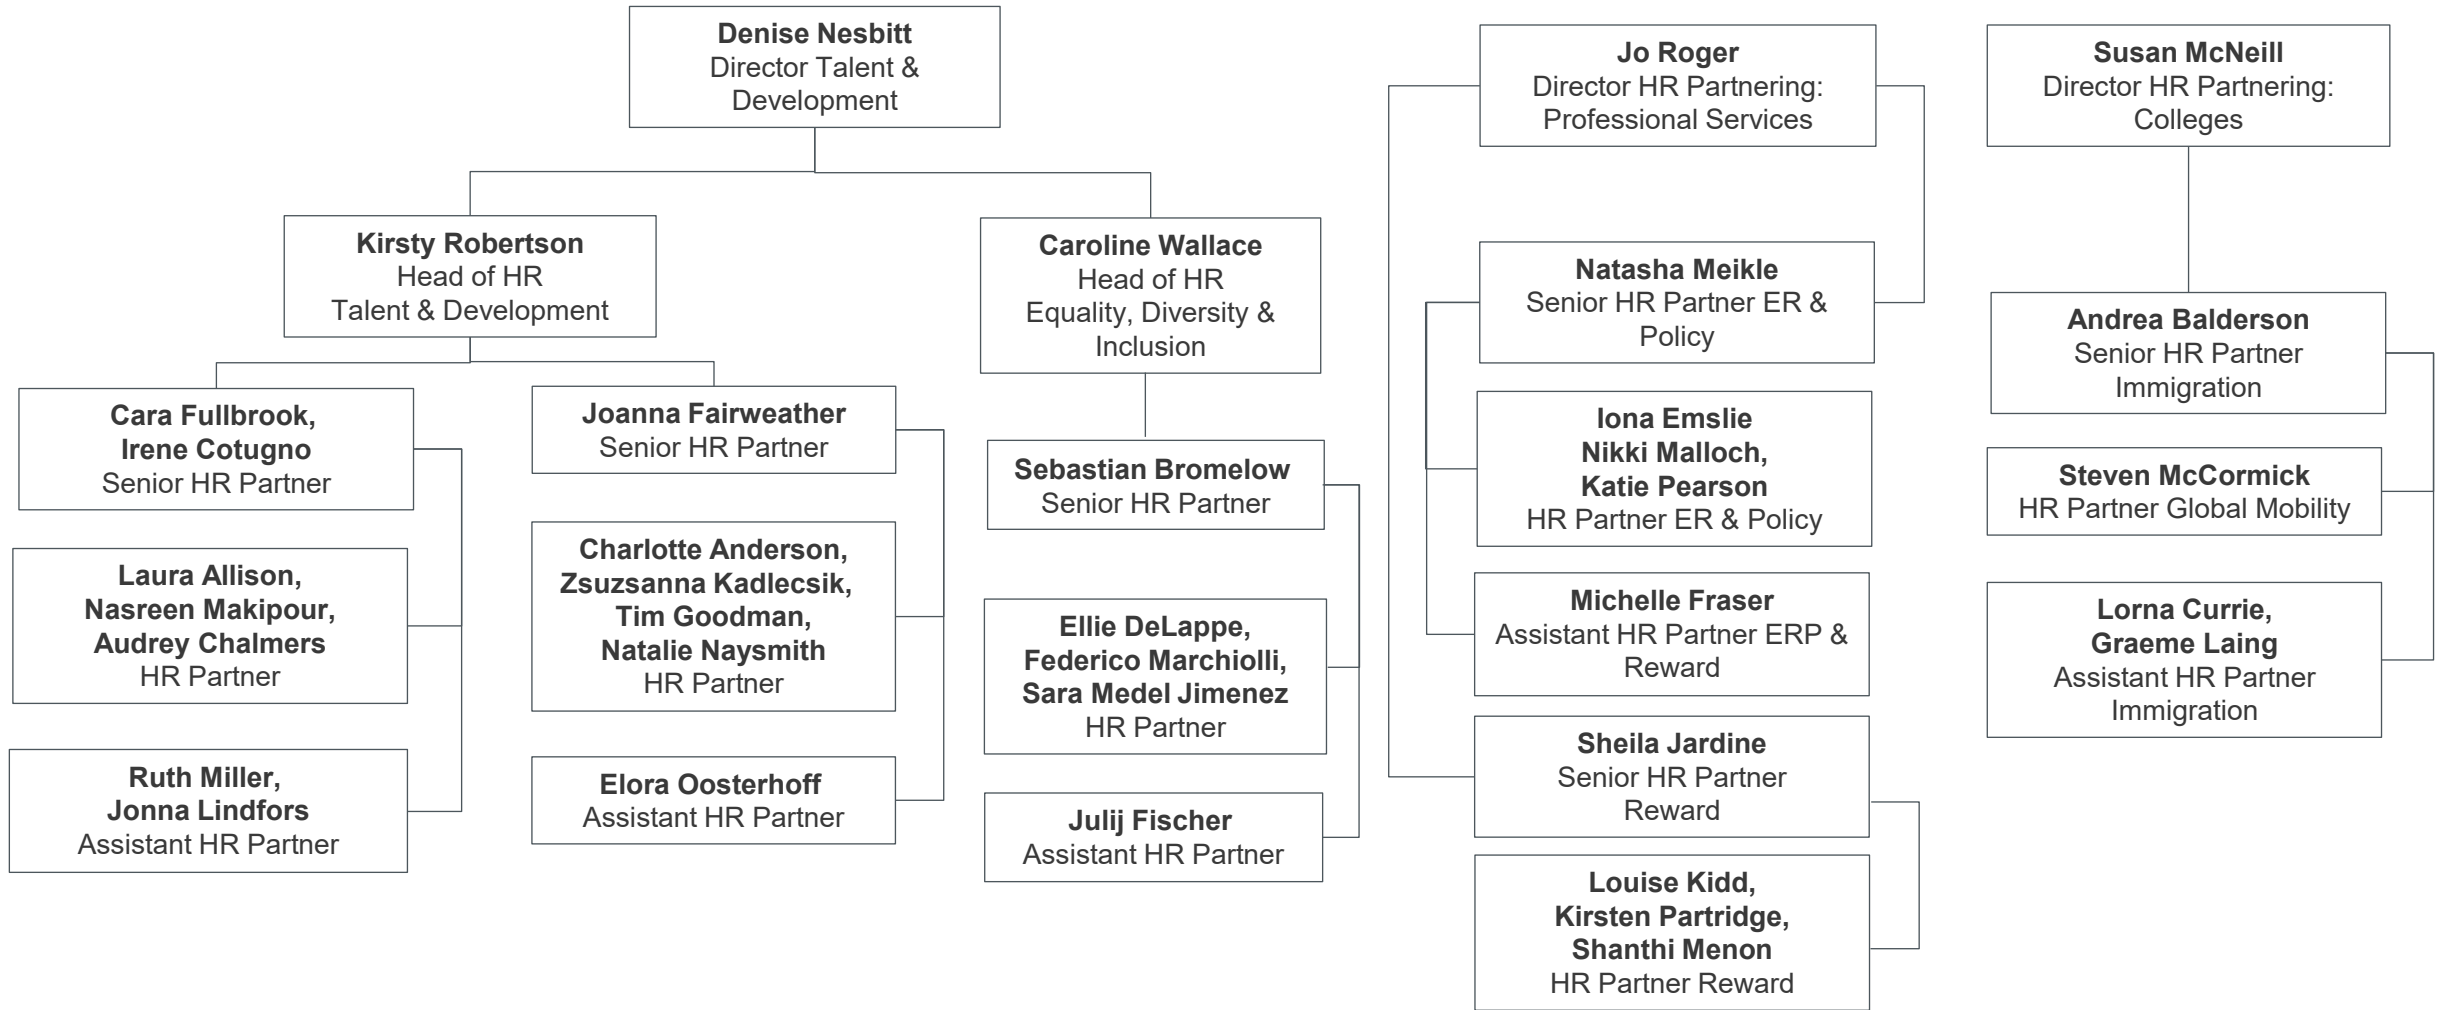 Denise Nesbitt
Director Talent &
Development
Kirsty Robertson
Head of HR
Talent & Development
Caroline Wallace
Head of HR
Equality, Diversity &
Inclusion
Cara Fullbrook,
Irene Cotugno
Senior HR Partner
Laura Allison,
Nasreen Makipour,
Audrey Chalmers
HR Partner
Ruth Miller,
Jonna Lindfors
Assistant HR Partner
Joanna Fairweather
Senior HR Partner
Charlotte Anderson,
Zsuzsanna Kadlecsik,
Tim Goodman,
Natalie Naysmith
HR Partner
Elora Oosterhoff
Assistant HR Partner
Sebastian Bromelow
Senior HR Partner
Ellie DeLappe,
Federico Marchiolli,
Sara Medel Jimenez
HR Partner
Julij Fischer
Assistant HR Partner
Jo Roger
Director HR Partnering:
Professional Services
Natasha Meikle
Senior HR Partner ER &
Policy
Iona Emslie
Nikki Malloch,
Katie Pearson
HR Partner ER & Policy
Michelle Fraser
Assistant HR Partner ERP &
Reward
Sheila Jardine
Senior HR Partner
Reward
Louise Kidd,
Kirsten Partridge,
Shanthi Menon
HR Partner Reward
Susan McNeill
Director HR Partnering:
Colleges
Andrea Balderson
Senior HR Partner
Immigration
Steven McCormick
HR Partner Global Mobility
Lorna Currie,
Graeme Laing
Assistant HR Partner
Immigration